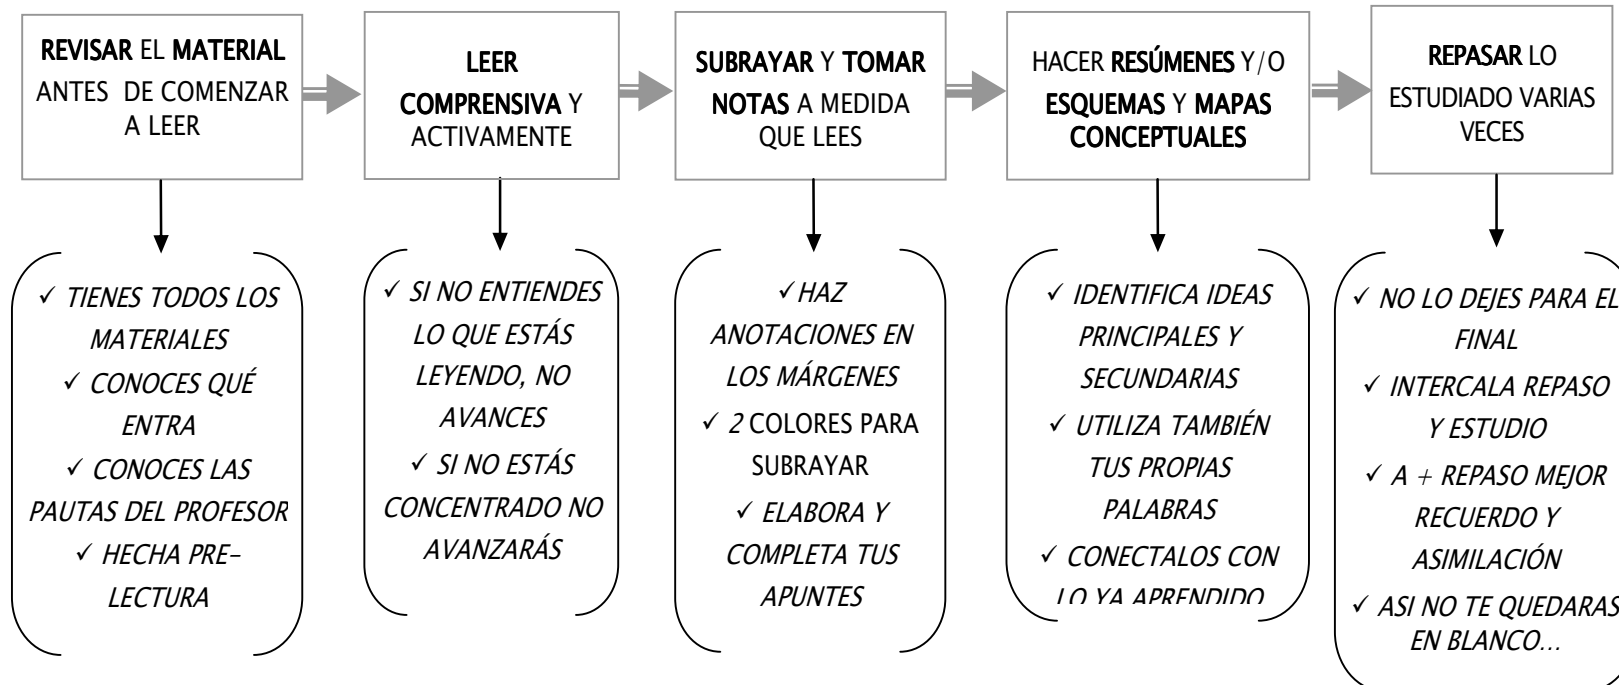 REVISAR EL MATERIAL
ANTES DE COMENZAR
A LEER
LEER
COMPRENSIVA Y
ACTIVAMENTE
SUBRAYAR Y TOMAR
NOTAS A MEDIDA
QUE LEES
HACER RESÚMENES Y/O
ESQUEMAS Y MAPAS
CONCEPTUALES
REPASAR LO
ESTUDIADO VARIAS
VECES
✓ TIENES TODOS LOS
MATERIALES
✓ CONOCES QUÉ
ENTRA
✓ CONOCES LAS
PAUTAS DEL PROFESOR
✓ HECHA PRE-
LECTURA
✓ SI NO ENTIENDES
LO QUE ESTÁS
LEYENDO, NO
AVANCES
✓ SI NO ESTÁS
CONCENTRADO NO
AVANZARÁS
✓ HAZ
ANOTACIONES EN
LOS MÁRGENES
✓ 2 COLORES PARA
SUBRAYAR
✓ ELABORA Y
COMPLETA TUS
APUNTES
✓ IDENTIFICA IDEAS
PRINCIPALES Y
SECUNDARIAS
✓ UTILIZA TAMBIÉN
TUS PROPIAS
PALABRAS
✓ CONECTALOS CON
LO YA APRENDIDO
✓ NO LO DEJES PARA EL
FINAL
✓ INTERCALA REPASO
Y ESTUDIO
✓ A + REPASO MEJOR
RECUERDO Y
ASIMILACIÓN
✓ ASI NO TE QUEDARAS
EN BLANCO...